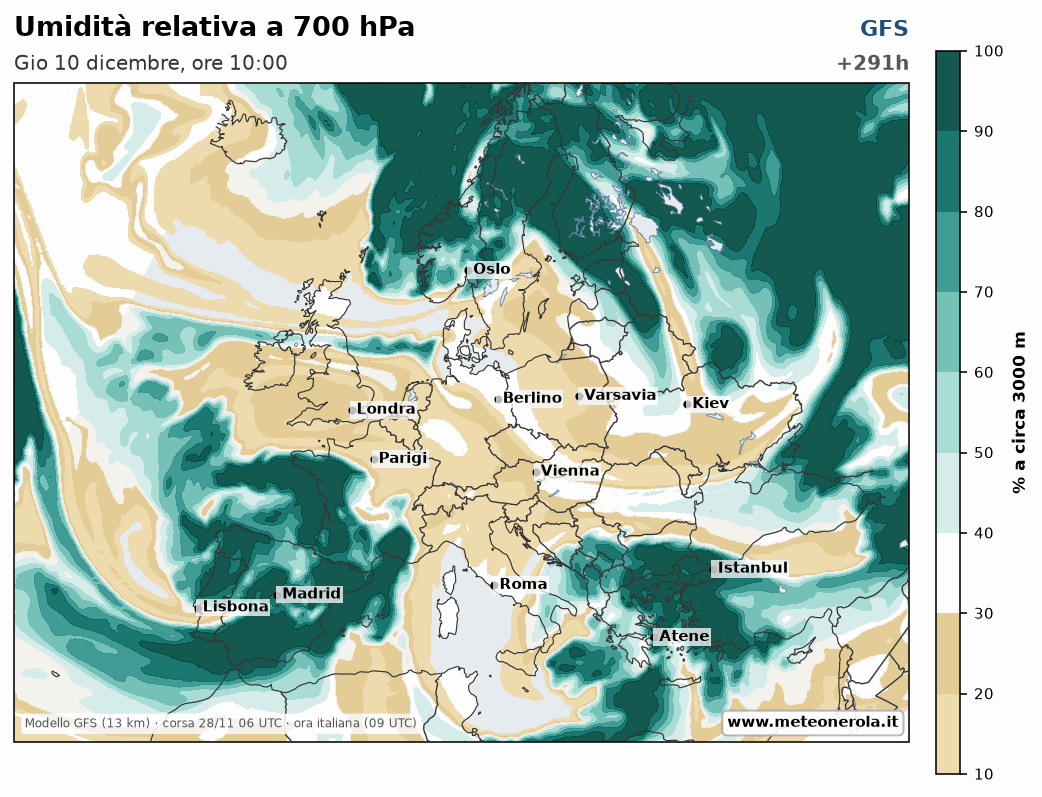 Umidità relativa a 700 hPa
GFS
Gio 10 dicembre, ore 10:00
+291h
100
90
80
70
60
50
40
30
20
10
% a circa 3000 m
Oslo
Berlino
Varsavia
Kiev
Londra
Parigi
Vienna
Istanbul
Roma
Madrid
Lisbona
Atene
Modello GFS (13 km) · corsa 28/11 06 UTC · ora italiana (09 UTC)
www.meteonerola.it